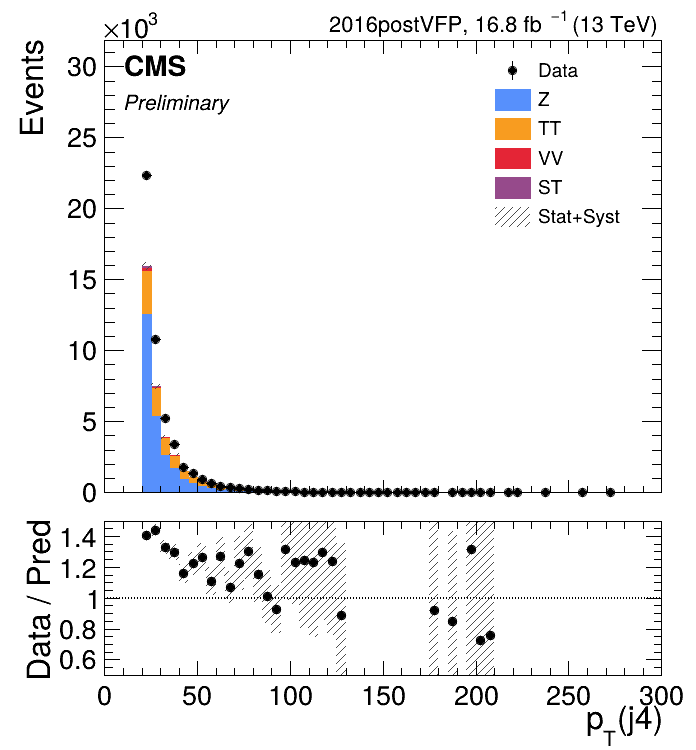 ×10³
2016postVFP, 16.8 fb⁻¹ (13 TeV)
CMS
Preliminary
Events
30
25
20
15
10
5
0
Data
Z
TT
VV
ST
Stat+Syst
Data / Pred
1.4
1.2
1
0.8
0.6
0 50 100 150 200 250 300
p_T(j4)